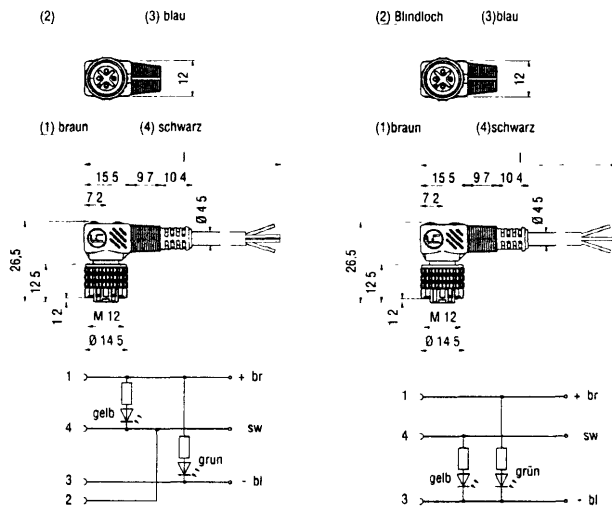 (2) (3) blau
12
(1) braun (4) schwarz
l
15 5 9 7 10 4
7 2
Ø 4 5
26,5
12 5
1 2
M 12
Ø 14 5
1 + br
gelb
4 sw
grun
3 - bl
2
(2) Blindloch (3)blau
12
(1)braun (4)schwarz
l
15 5 9 7 10 4
7 2
Ø 4 5
26,5
12 5
1 2
M 12
Ø 14 5
1 + br
4 sw
gelb grün
3 - bl